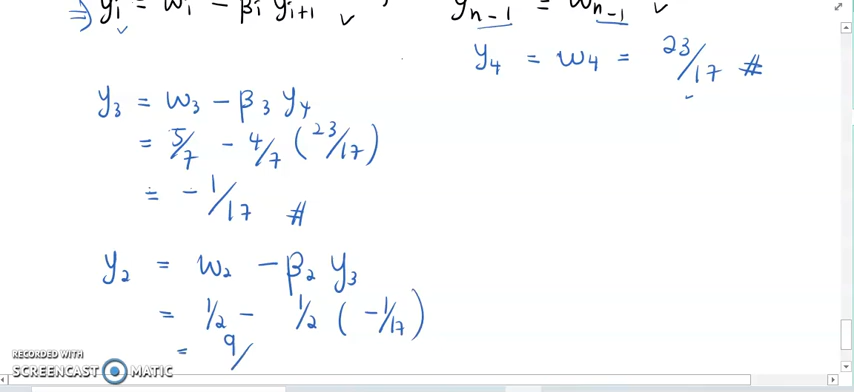 ⇒ yᵢ = wᵢ − βᵢ yᵢ₊₁ ✓ , yₙ₋₁ = wₙ₋₁ ✓
y₄ = w₄ = 23/17 #
y₃ = w₃ − β₃ y₄
= 5/7 − 4/7 (23/17)
= − 1/17 #
y₂ = w₂ − β₂ y₃
= 1/2 − 1/2 (−1/17)
= 9/
RECORDED WITH
SCREENCAST MATIC